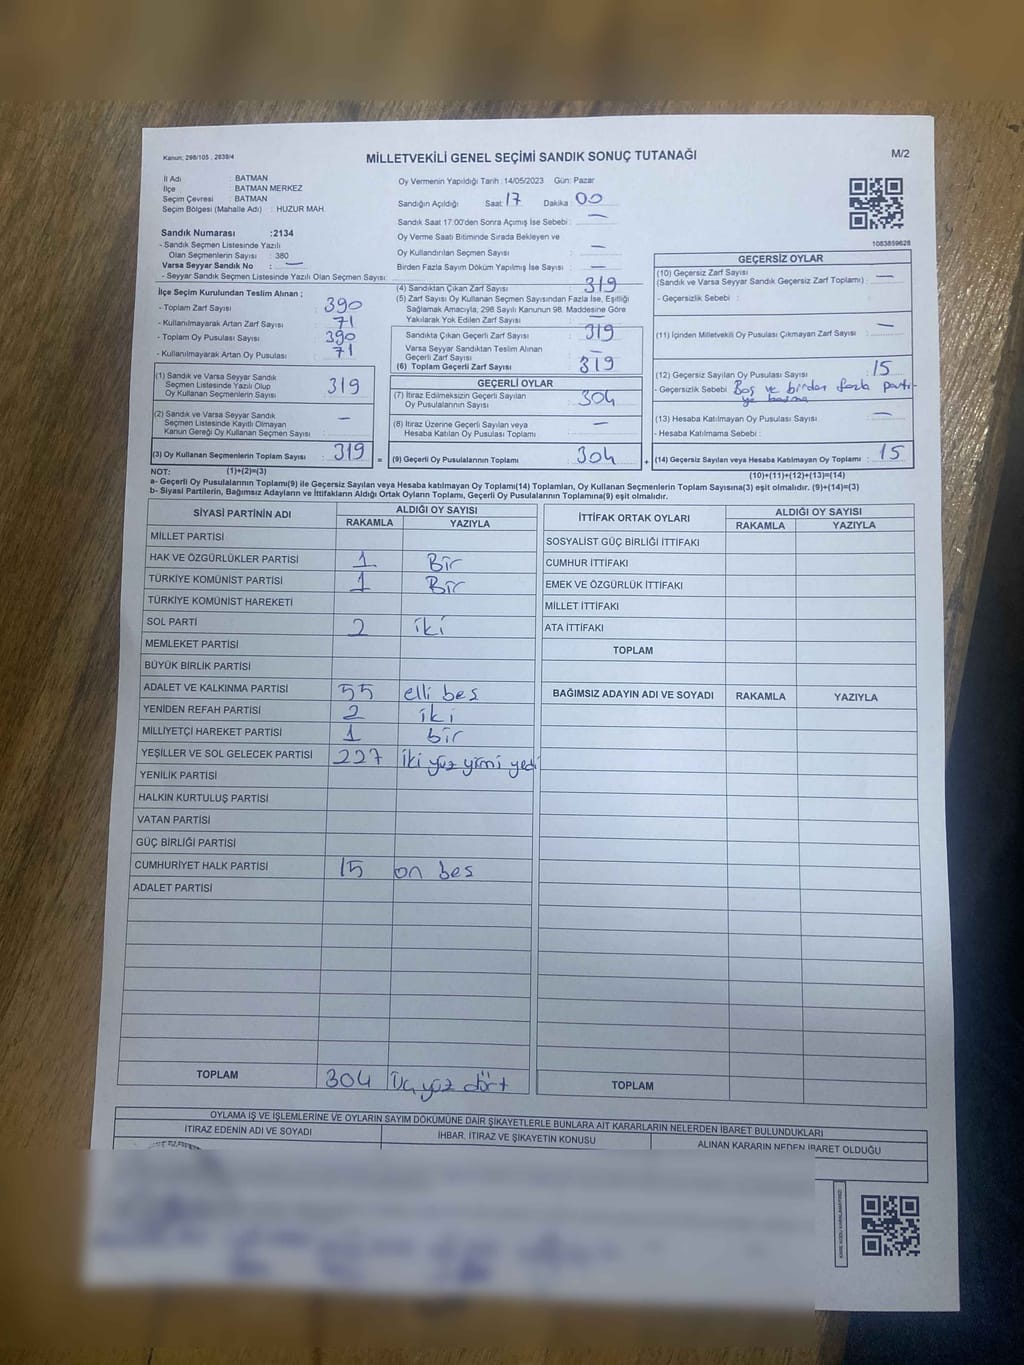 Kanun; 298/105 , 2839/4
MİLLETVEKİLİ GENEL SEÇİMİ SANDIK SONUÇ TUTANAĞI
M/2
İl Adı : BATMAN
İlçe : BATMAN MERKEZ
Seçim Çevresi : BATMAN
Seçim Bölgesi (Mahalle Adı) : HUZUR MAH.
Sandık Numarası :2134
- Sandık Seçmen Listesinde Yazılı
Olan Seçmenlerin Sayısı : 380
Varsa Seyyar Sandık No : —
- Seyyar Sandık Seçmen Listesinde Yazılı Olan Seçmen Sayısı:
Oy Vermenin Yapıldığı Tarih : 14/05/2023 Gün: Pazar
Sandığın Açıldığı Saat : 17 Dakika : 00
Sandık Saat 17:00'den Sonra Açılmış İse Sebebi : —
Oy Verme Saati Bitiminde Sırada Bekleyen ve
Oy Kullandırılan Seçmen Sayısı : —
Birden Fazla Sayım Döküm Yapılmış İse Sayısı : —
1083859628
İlçe Seçim Kurulundan Teslim Alınan ;
- Toplam Zarf Sayısı : 390
- Kullanılmayarak Artan Zarf Sayısı : 71
- Toplam Oy Pusulası Sayısı : 390
- Kullanılmayarak Artan Oy Pusulası : 71
(1) Sandık ve Varsa Seyyar Sandık
Seçmen Listesinde Yazılı Olup
Oy Kullanan Seçmenlerin Sayısı : 319
(2) Sandık ve Varsa Seyyar Sandık
Seçmen Listesinde Kayıtlı Olmayan
Kanun Gereği Oy Kullanan Seçmen Sayısı : —
(3) Oy Kullanan Seçmenlerin Toplam Sayısı : 319
(4) Sandıktan Çıkan Zarf Sayısı : 319
(5) Zarf Sayısı Oy Kullanan Seçmen Sayısından Fazla İse, Eşitliği
Sağlamak Amacıyla, 298 Sayılı Kanunun 98. Maddesine Göre
Yakılarak Yok Edilen Zarf Sayısı : —
Sandıkta Çıkan Geçerli Zarf Sayısı : 319
Varsa Seyyar Sandıktan Teslim Alınan
Geçerli Zarf Sayısı : —
(6) Toplam Geçerli Zarf Sayısı : 319
GEÇERLİ OYLAR
(7) İtiraz Edilmeksizin Geçerli Sayılan
Oy Pusulalarının Sayısı : 304
(8) İtiraz Üzerine Geçerli Sayılan veya
Hesaba Katılan Oy Pusulası Toplamı : —
= (9) Geçerli Oy Pusulalarının Toplamı : 304
GEÇERSİZ OYLAR
(10) Geçersiz Zarf Sayısı
(Sandık ve Varsa Seyyar Sandık Geçersiz Zarf Toplamı) : —
- Geçersizlik Sebebi :
(11) İçinden Milletvekili Oy Pusulası Çıkmayan Zarf Sayısı : —
(12) Geçersiz Sayılan Oy Pusulası Sayısı : 15
- Geçersizlik Sebebi : Boş ve birden fazla parti-
ye basma
(13) Hesaba Katılmayan Oy Pusulası Sayısı : —
- Hesaba Katılmama Sebebi :
+ (14) Geçersiz Sayılan veya Hesaba Katılmayan Oy Toplamı : 15
NOT: (1)+(2)=(3)
(10)+(11)+(12)+(13)=(14)
a- Geçerli Oy Pusulalarının Toplamı(9) ile Geçersiz Sayılan veya Hesaba katılmayan Oy Toplamı(14) Toplamları, Oy Kullanan Seçmenlerin Toplam Sayısına(3) eşit olmalıdır. (9)+(14)=(3)
b- Siyasi Partilerin, Bağımsız Adayların ve İttifakların Aldığı Ortak Oyların Toplamı, Geçerli Oy Pusulalarının Toplamına(9) eşit olmalıdır.
SİYASİ PARTİNİN ADI ALDIĞI OY SAYISI
RAKAMLA YAZIYLA
MİLLET PARTİSİ
HAK VE ÖZGÜRLÜKLER PARTİSİ 1 Bir
TÜRKİYE KOMÜNİST PARTİSİ 1 Bir
TÜRKİYE KOMÜNİST HAREKETİ
SOL PARTİ 2 iki
MEMLEKET PARTİSİ
BÜYÜK BİRLİK PARTİSİ
ADALET VE KALKINMA PARTİSİ 55 elli bes
YENİDEN REFAH PARTİSİ 2 iki
MİLLİYETÇİ HAREKET PARTİSİ 1 bir
YEŞİLLER VE SOL GELECEK PARTİSİ 227 iki yüz yirmi yedi
YENİLİK PARTİSİ
HALKIN KURTULUŞ PARTİSİ
VATAN PARTİSİ
GÜÇ BİRLİĞİ PARTİSİ
CUMHURİYET HALK PARTİSİ 15 on bes
ADALET PARTİSİ
TOPLAM 304 Üç yüz dört
İTTİFAK ORTAK OYLARI ALDIĞI OY SAYISI
RAKAMLA YAZIYLA
SOSYALİST GÜÇ BİRLİĞİ İTTİFAKI
CUMHUR İTTİFAKI
EMEK VE ÖZGÜRLÜK İTTİFAKI
MİLLET İTTİFAKI
ATA İTTİFAKI
TOPLAM
BAĞIMSIZ ADAYIN ADI VE SOYADI RAKAMLA YAZIYLA
TOPLAM
OYLAMA İŞ VE İŞLEMLERİNE VE OYLARIN SAYIM DÖKÜMÜNE DAİR ŞİKAYETLERLE BUNLARA AİT KARARLARIN NELERDEN İBARET BULUNDUKLARI
İTİRAZ EDENİN ADI VE SOYADI İHBAR, İTİRAZ VE ŞİKAYETİN KONUSU ALINAN KARARIN NEDEN İBARET OLDUĞU